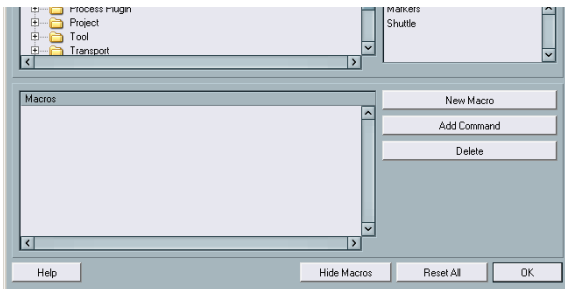 Process Plugin
Project
Tool
Transport
Markers
Shuttle
Macros
New Macro
Add Command
Delete
Help
Hide Macros
Reset All
OK